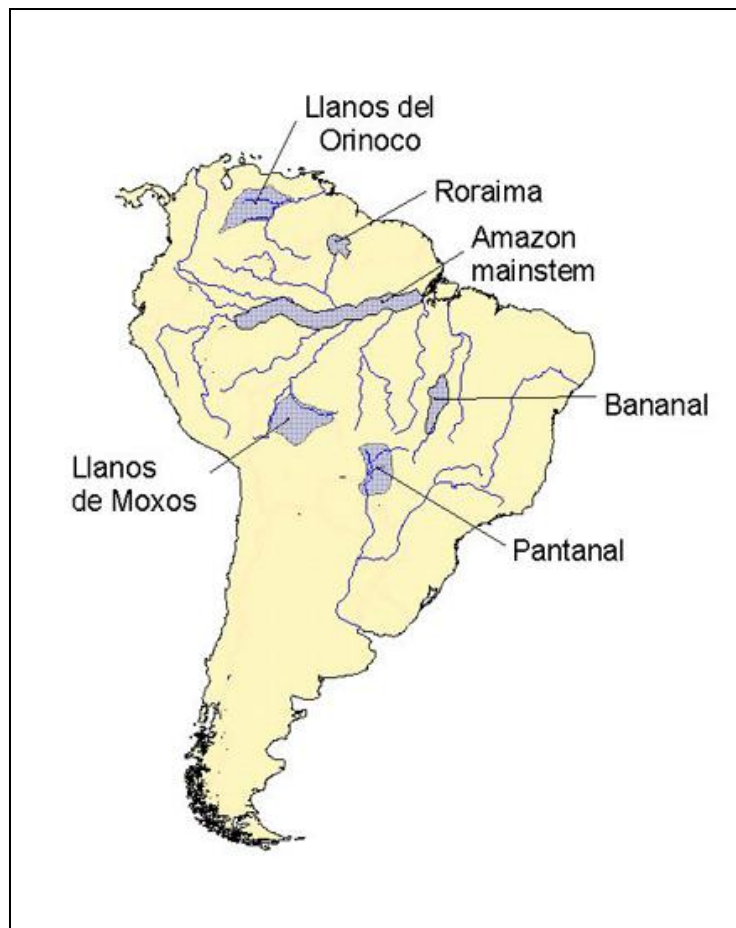 Llanos del
Orinoco
Roraima
Amazon
mainstem
Bananal
Llanos
de Moxos
Pantanal